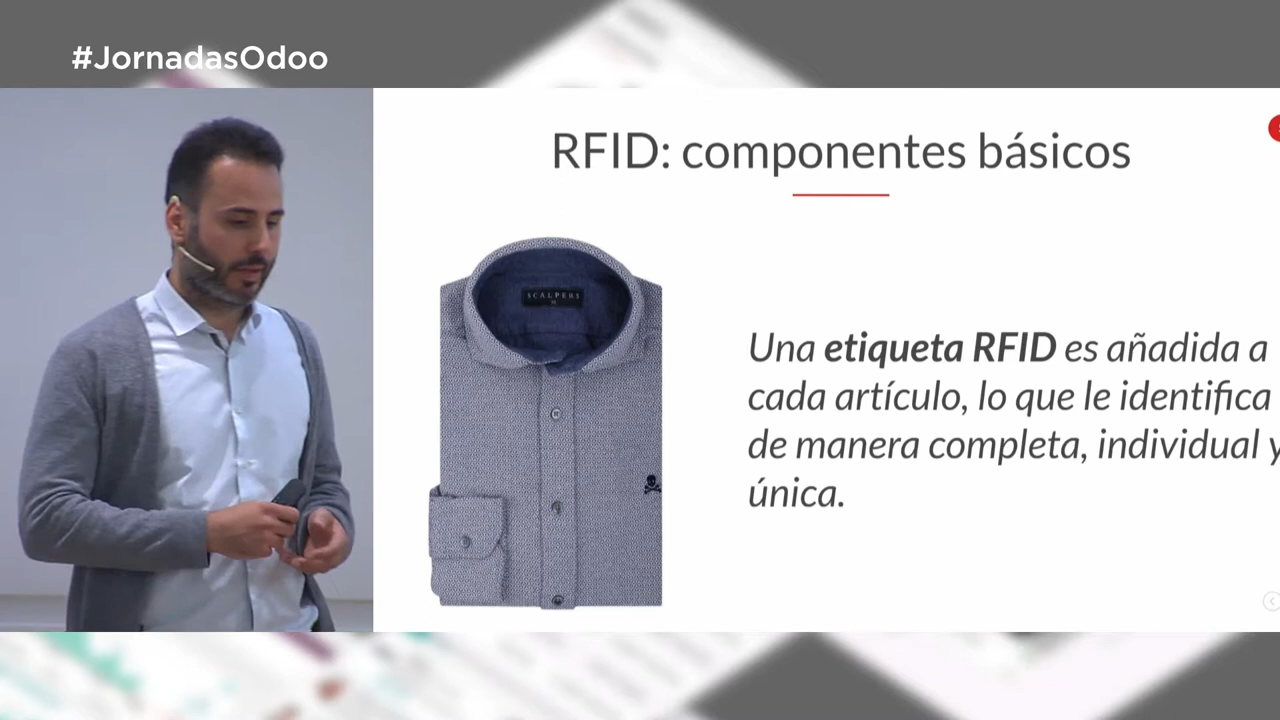 #JornadasOdoo
RFID: componentes básicos
SCALPERS
Una etiqueta RFID es añadida a
cada artículo, lo que le identifica
de manera completa, individual y
única.